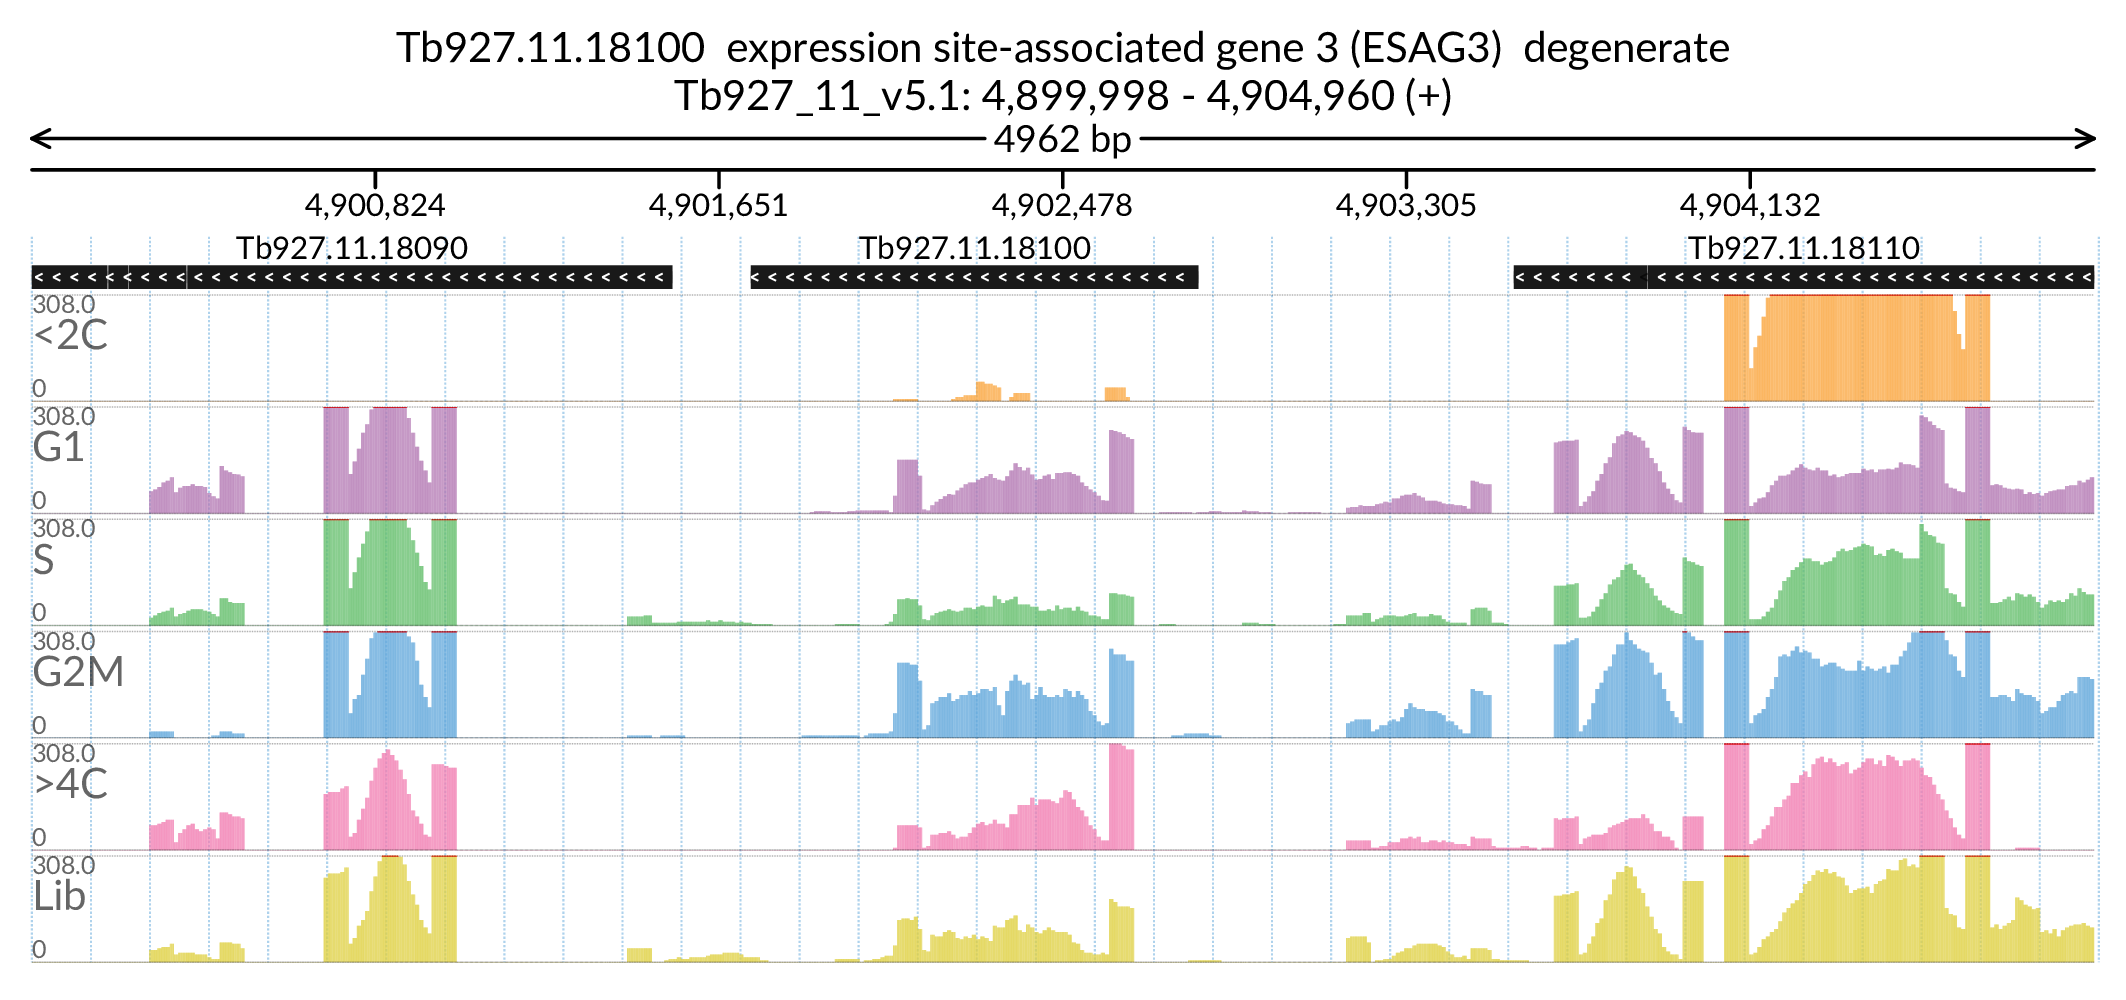 Tb927.11.18100 expression site-associated gene 3 (ESAG3) degenerate
Tb927_11_v5.1: 4,899,998 - 4,904,960 (+)
4962 bp
4,900,824 4,901,651 4,902,478 4,903,305 4,904,132
Tb927.11.18090 Tb927.11.18100 Tb927.11.18110
308.0
<2C
0
308.0
G1
0
308.0
S
0
308.0
G2M
0
308.0
>4C
0
308.0
Lib
0